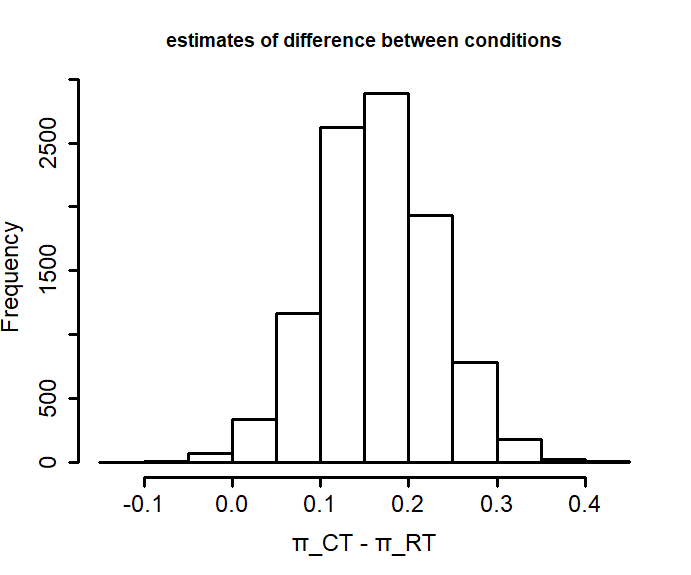 estimates of difference between conditions
Frequency
2500
1500
500
0
-0.1 0.0 0.1 0.2 0.3 0.4
π_CT - π_RT